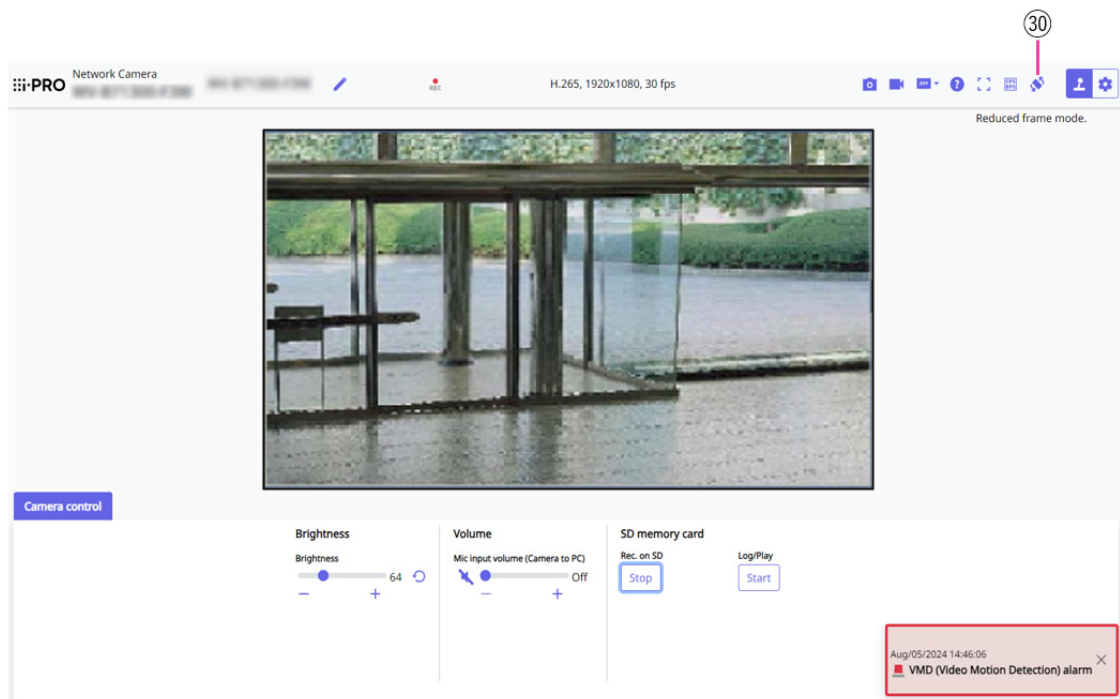 30
i-PRO
Network Camera
REC
H.265, 1920x1080, 30 fps
OFF
Reduced frame mode.
Camera control
Brightness
Volume
SD memory card
Brightness
Mic input volume (Camera to PC)
Rec. on SD
Log/Play
64
Off
Stop
Start
Aug/05/2024 14:46:06
VMD (Video Motion Detection) alarm